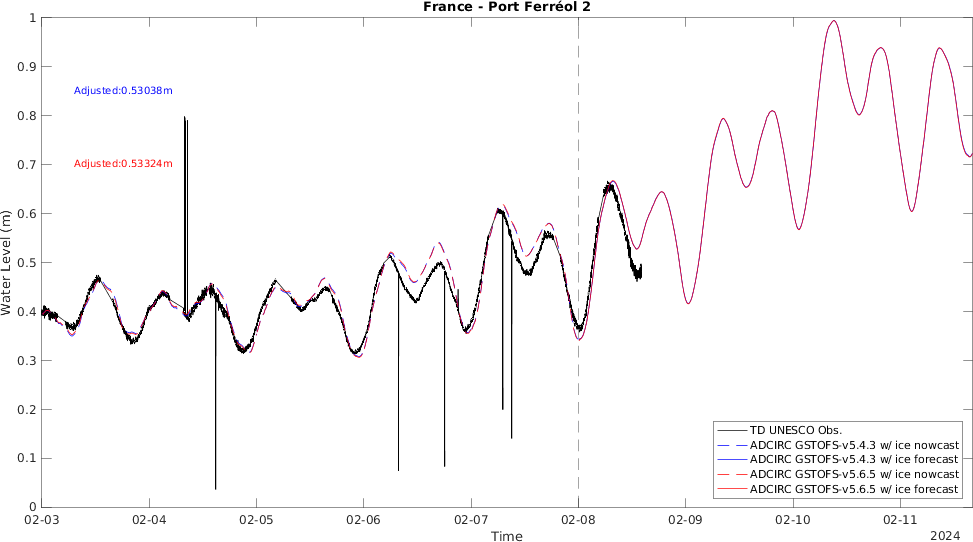 France - Port Ferréol 2
1
0.9
0.8
0.7
0.6
0.5
0.4
0.3
0.2
0.1
0
Water Level (m)
Adjusted:0.53038m
Adjusted:0.53324m
TD UNESCO Obs.
ADCIRC GSTOFS-v5.4.3 w/ ice nowcast
ADCIRC GSTOFS-v5.4.3 w/ ice forecast
ADCIRC GSTOFS-v5.6.5 w/ ice nowcast
ADCIRC GSTOFS-v5.6.5 w/ ice forecast
02-03 02-04 02-05 02-06 02-07 02-08 02-09 02-10 02-11
Time
2024